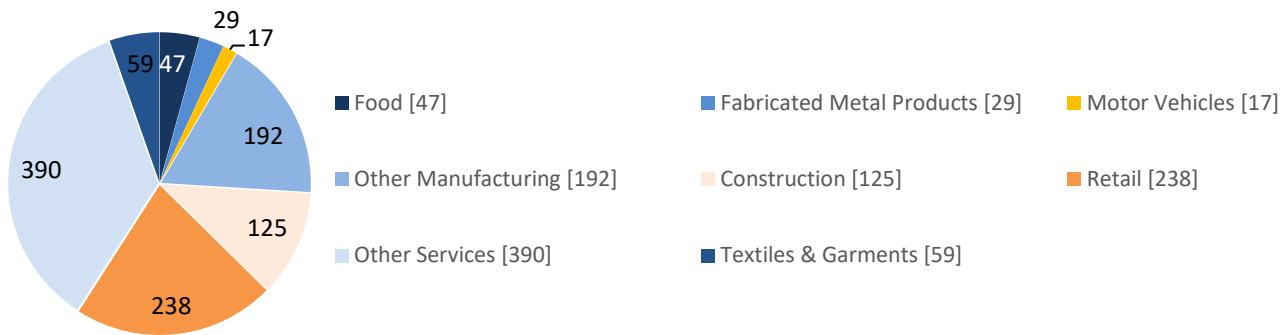 29
17
59 47
192
390
125
238
Food [47] Fabricated Metal Products [29] Motor Vehicles [17]
Other Manufacturing [192] Construction [125] Retail [238]
Other Services [390] Textiles & Garments [59]